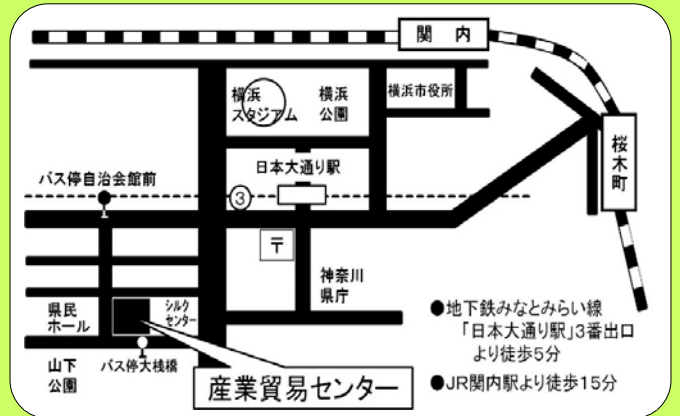 関内
横浜
スタジアム
横浜
公園
横浜市役所
桜木町
日本大通り駅
バス停自治会館前
③
〒
神奈川
県庁
県民
ホール
シルク
センター
山下
公園
バス停大桟橋
産業貿易センター
●地下鉄みなとみらい線
「日本大通り駅」3番出口
より徒歩5分
●JR関内駅より徒歩15分